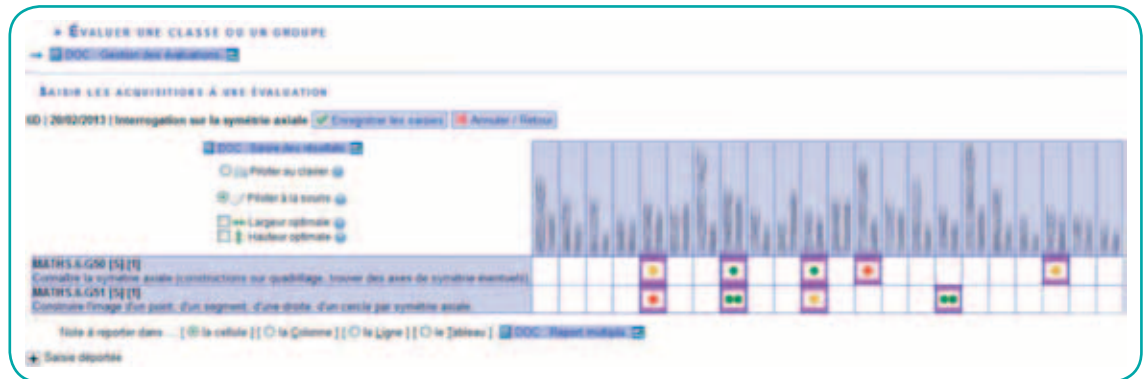 ÉVALUER UNE CLASSE OU UN GROUPE
DOC : Gestion des évaluations
SAISIR LES ACQUISITIONS À UNE ÉVALUATION
6D | 20/02/2013 | Interrogation sur la symétrie axiale Enregistrer les saisies Annuler / Retour
DOC : Saisie des résultats
Piloter au clavier
Piloter à la souris
Largeur optimale
Hauteur optimale
MATHS.6.G50 [S] [1]
Connaître la symétrie axiale (constructions sur quadrillage, trouver des axes de symétrie éventuels).
MATHS.6.G51 [S] [1]
Construire l'image d'un point, d'un segment, d'une droite, d'un cercle par symétrie axiale.
Note à reporter dans ... [ la cellule ] [ la Colonne ] [ la Ligne ] [ le Tableau ] DOC : Report multiple
Saisie déportée